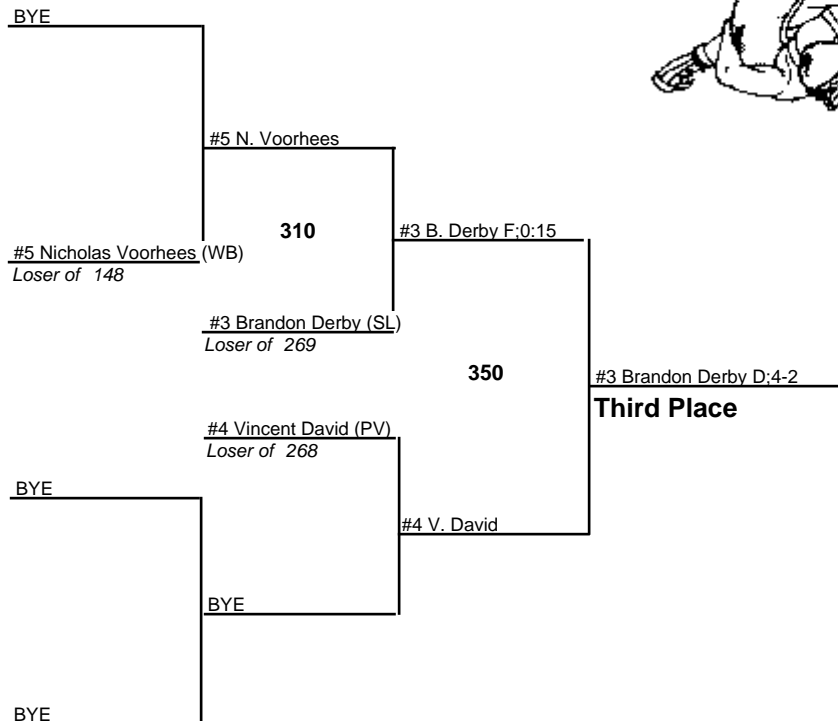 BYE
#5 N. Voorhees
310
#3 B. Derby F;0:15
#5 Nicholas Voorhees (WB)
Loser of 148
#3 Brandon Derby (SL)
Loser of 269
350
#3 Brandon Derby D;4-2
Third Place
#4 Vincent David (PV)
Loser of 268
BYE
#4 V. David
BYE
BYE